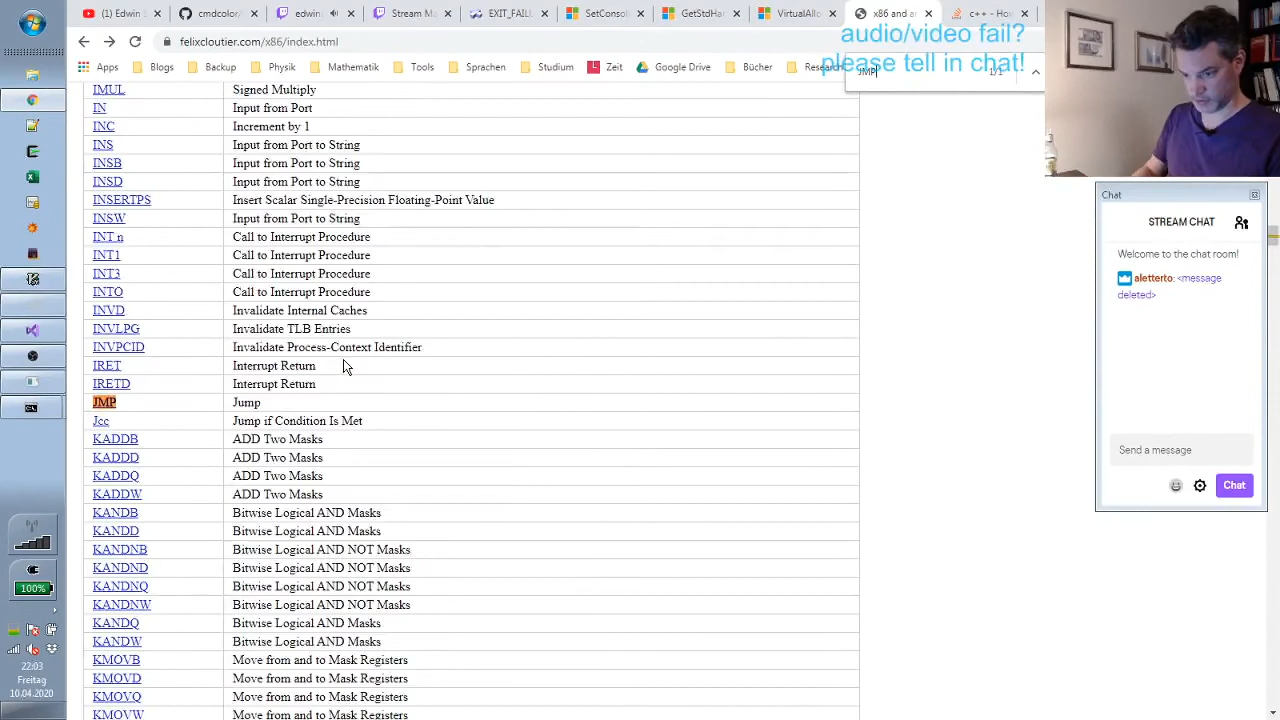 (1) Edwin
cmdcolor/
edwin
Stream M
EXIT_FA
SetConso
GetStdHa
VirtualAl
x86 and a
c++ - Ho
felixcloutier.com/x86/index.html
audio/video fail?
please tell in chat!
Apps
Blogs
Backup
Physik
Mathematik
Tools
Sprachen
Studium
Zeit
Google Drive
Bücher
Research
JMP
1/1
IMUL Signed Multiply
IN Input from Port
INC Increment by 1
INS Input from Port to String
INSB Input from Port to String
INSD Input from Port to String
INSERTPS Insert Scalar Single-Precision Floating-Point Value
INSW Input from Port to String
INT n Call to Interrupt Procedure
INT1 Call to Interrupt Procedure
INT3 Call to Interrupt Procedure
INTO Call to Interrupt Procedure
INVD Invalidate Internal Caches
INVLPG Invalidate TLB Entries
INVPCID Invalidate Process-Context Identifier
IRET Interrupt Return
IRETD Interrupt Return
JMP Jump
Jcc Jump if Condition Is Met
KADDB ADD Two Masks
KADDD ADD Two Masks
KADDQ ADD Two Masks
KADDW ADD Two Masks
KANDB Bitwise Logical AND Masks
KANDD Bitwise Logical AND Masks
KANDNB Bitwise Logical AND NOT Masks
KANDND Bitwise Logical AND NOT Masks
KANDNQ Bitwise Logical AND NOT Masks
KANDNW Bitwise Logical AND NOT Masks
KANDQ Bitwise Logical AND Masks
KANDW Bitwise Logical AND Masks
KMOVB Move from and to Mask Registers
KMOVD Move from and to Mask Registers
KMOVQ Move from and to Mask Registers
KMOVW Move from and to Mask Registers
Chat
STREAM CHAT
Welcome to the chat room!
aletterto: <message
deleted>
Send a message
Chat
100%
22:03
Freitag
10.04.2020